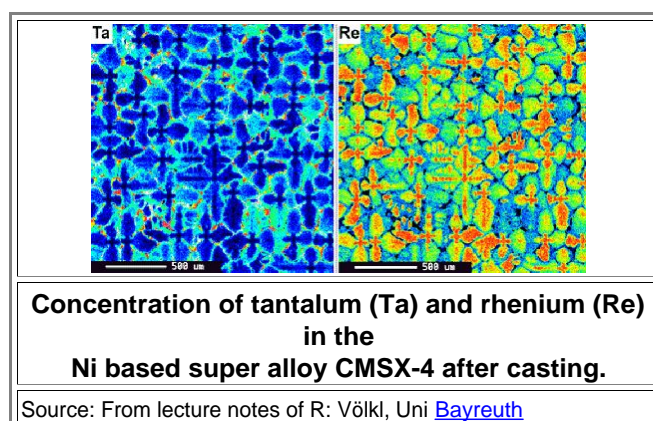 Ta
Re
500 um
500 um
Concentration of tantalum (Ta) and rhenium (Re)
in the
Ni based super alloy CMSX-4 after casting.
Source: From lecture notes of R: Völkl, Uni Bayreuth